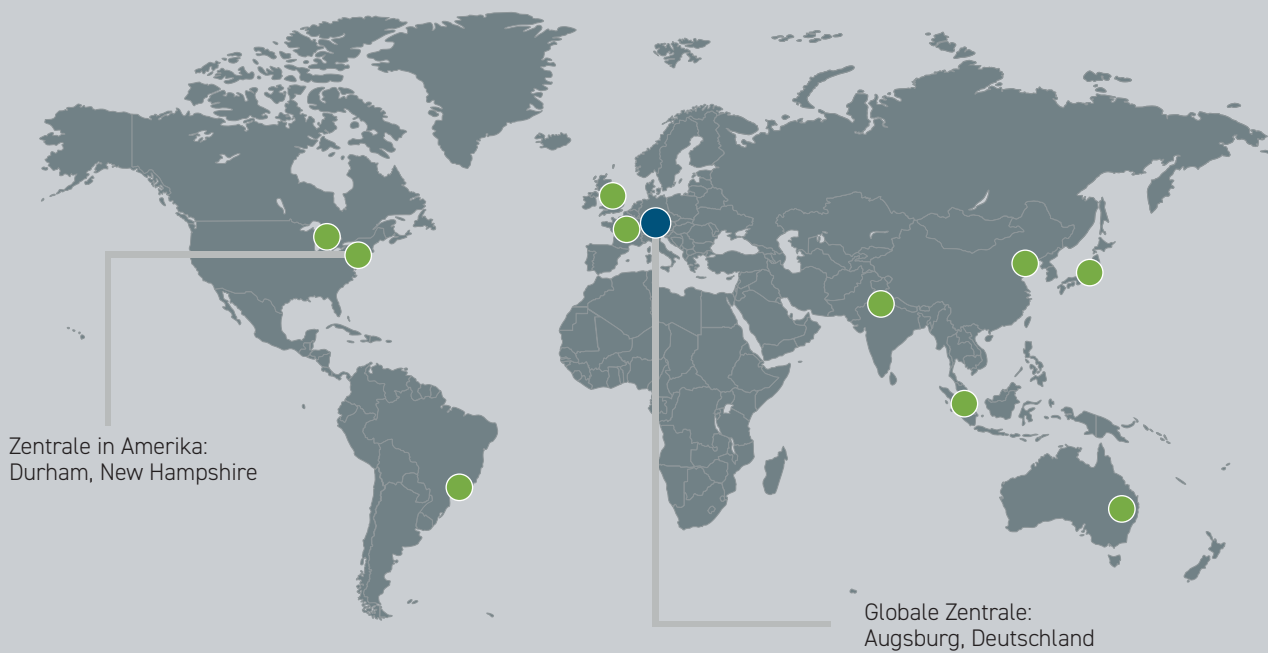 Zentrale in Amerika:
Durham, New Hampshire
Globale Zentrale:
Augsburg, Deutschland